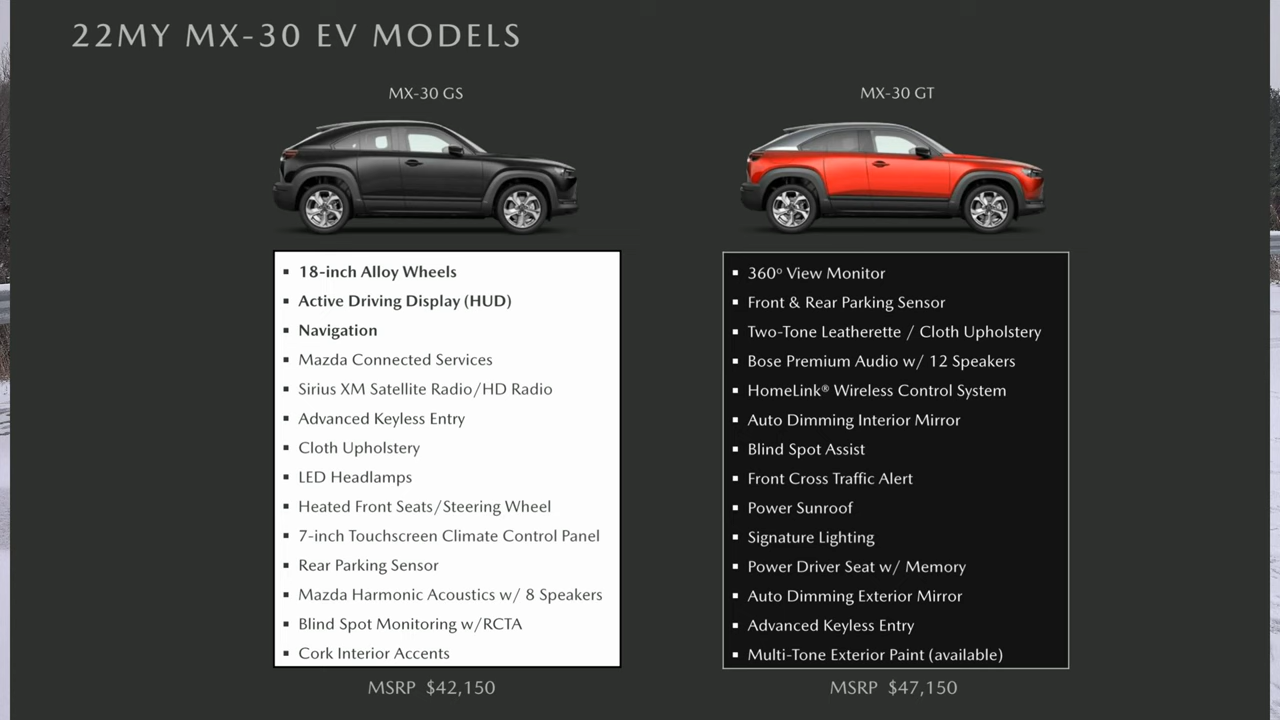 22MY MX-30 EV MODELS
MX-30 GS
▪ 18-inch Alloy Wheels
▪ Active Driving Display (HUD)
▪ Navigation
▪ Mazda Connected Services
▪ Sirius XM Satellite Radio/HD Radio
▪ Advanced Keyless Entry
▪ Cloth Upholstery
▪ LED Headlamps
▪ Heated Front Seats/Steering Wheel
▪ 7-inch Touchscreen Climate Control Panel
▪ Rear Parking Sensor
▪ Mazda Harmonic Acoustics w/ 8 Speakers
▪ Blind Spot Monitoring w/RCTA
▪ Cork Interior Accents
MSRP $42,150
MX-30 GT
▪ 360º View Monitor
▪ Front & Rear Parking Sensor
▪ Two-Tone Leatherette / Cloth Upholstery
▪ Bose Premium Audio w/ 12 Speakers
▪ HomeLink® Wireless Control System
▪ Auto Dimming Interior Mirror
▪ Blind Spot Assist
▪ Front Cross Traffic Alert
▪ Power Sunroof
▪ Signature Lighting
▪ Power Driver Seat w/ Memory
▪ Auto Dimming Exterior Mirror
▪ Advanced Keyless Entry
▪ Multi-Tone Exterior Paint (available)
MSRP $47,150